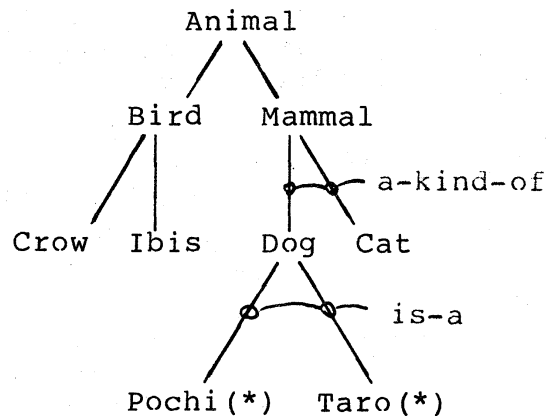 Animal
Bird Mammal
a-kind-of
Crow Ibis Dog Cat
is-a
Pochi(*) Taro(*)